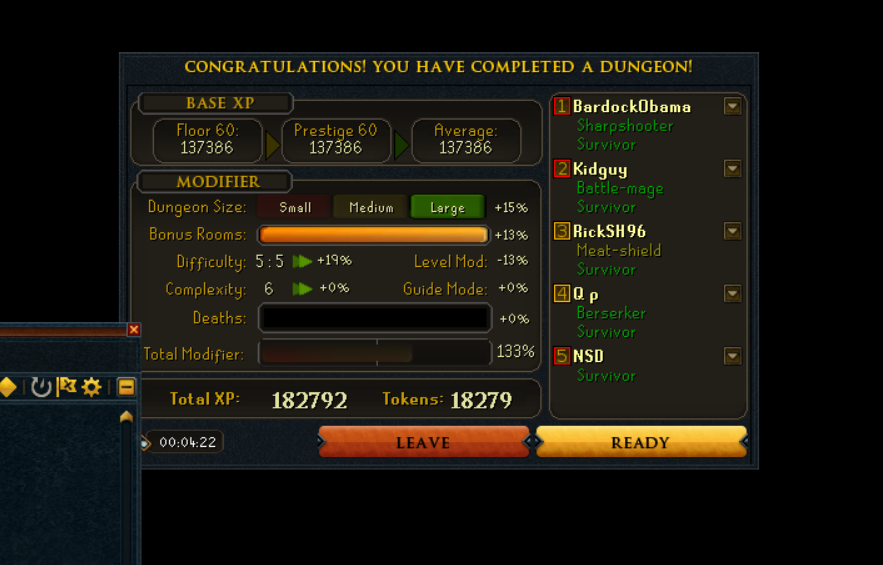 CONGRATULATIONS! YOU HAVE COMPLETED A DUNGEON!
BASE XP
Floor 60: Prestige 60 Average:
137386 137386 137386
MODIFIER
Dungeon Size: Small Medium Large +15%
Bonus Rooms: +13%
Difficulty: 5:5 +19% Level Mod: -13%
Complexity: 6 +0% Guide Mode: +0%
Deaths: +0%
Total Modifier: 133%
Total XP: 182792 Tokens: 18279
00:04:22 LEAVE READY
1 BardockObama
Sharpshooter
Survivor
2 Kidguy
Battle-mage
Survivor
3 RickSH96
Meat-shield
Survivor
4 Q p
Berserker
Survivor
5 NSD
Survivor